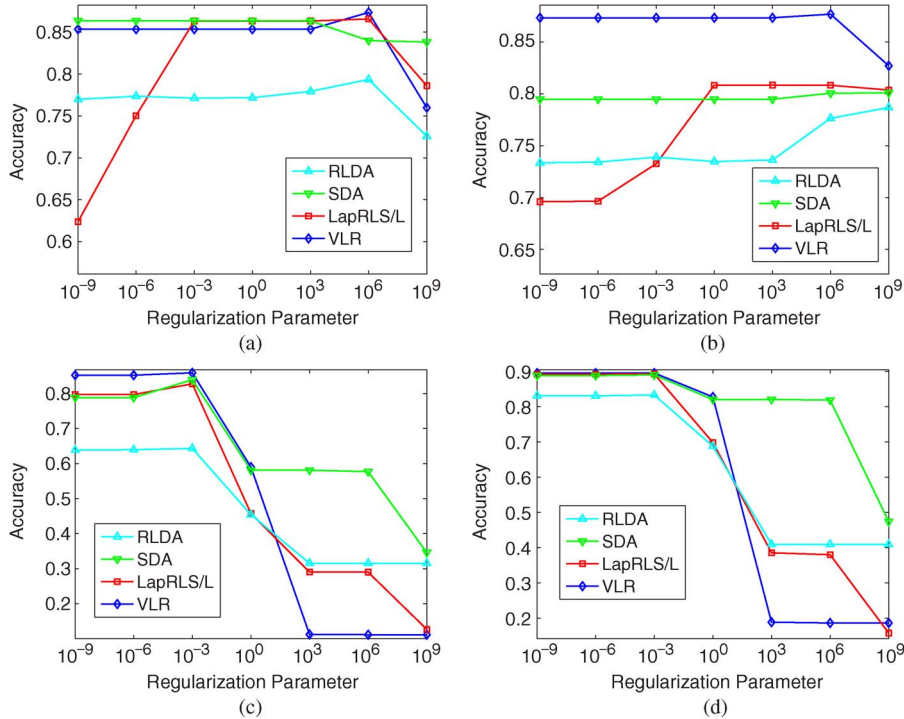 0.85
0.8
0.75
0.7
0.65
0.6
Accuracy
RLDA
SDA
LapRLS/L
VLR
10^-9 10^-6 10^-3 10^0 10^3 10^6 10^9
Regularization Parameter
(a)
0.85
0.8
0.75
0.7
0.65
Accuracy
RLDA
SDA
LapRLS/L
VLR
10^-9 10^-6 10^-3 10^0 10^3 10^6 10^9
Regularization Parameter
(b)
0.8
0.7
0.6
0.5
0.4
0.3
0.2
Accuracy
RLDA
SDA
LapRLS/L
VLR
10^-9 10^-6 10^-3 10^0 10^3 10^6 10^9
Regularization Parameter
(c)
0.9
0.8
0.7
0.6
0.5
0.4
0.3
0.2
Accuracy
RLDA
SDA
LapRLS/L
VLR
10^-9 10^-6 10^-3 10^0 10^3 10^6 10^9
Regularization Parameter
(d)